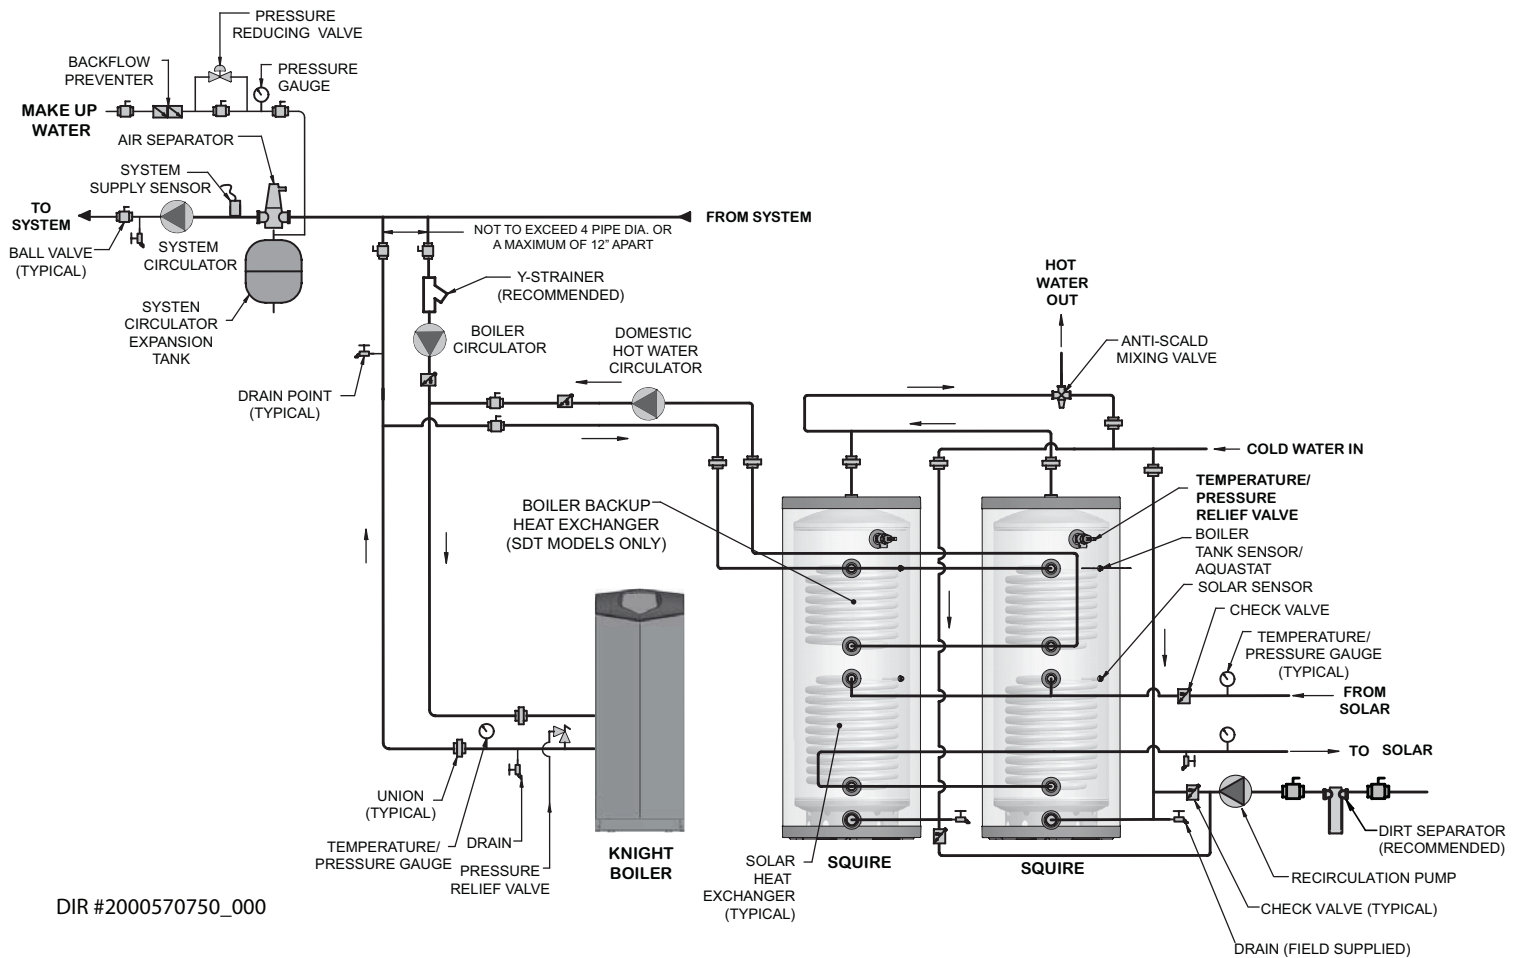 PRESSURE
REDUCING VALVE
BACKFLOW
PREVENTER
PRESSURE
GAUGE
MAKE UP
WATER
AIR SEPARATOR
SYSTEM
SUPPLY SENSOR
TO
SYSTEM
FROM SYSTEM
NOT TO EXCEED 4 PIPE DIA. OR
A MAXIMUM OF 12" APART
BALL VALVE
(TYPICAL)
SYSTEM
CIRCULATOR
Y-STRAINER
(RECOMMENDED)
HOT
WATER
OUT
SYSTEN
CIRCULATOR
EXPANSION
TANK
BOILER
CIRCULATOR
DOMESTIC
HOT WATER
CIRCULATOR
ANTI-SCALD
MIXING VALVE
DRAIN POINT
(TYPICAL)
COLD WATER IN
BOILER BACKUP
HEAT EXCHANGER
(SDT MODELS ONLY)
TEMPERATURE/
PRESSURE
RELIEF VALVE
BOILER
TANK SENSOR/
AQUASTAT
SOLAR SENSOR
CHECK VALVE
TEMPERATURE/
PRESSURE GAUGE
(TYPICAL)
FROM
SOLAR
TO SOLAR
UNION
(TYPICAL)
TEMPERATURE/
PRESSURE GAUGE
DRAIN
PRESSURE
RELIEF VALVE
KNIGHT
BOILER
SOLAR
HEAT
EXCHANGER
(TYPICAL)
SQUIRE
SQUIRE
DIRT SEPARATOR
(RECOMMENDED)
RECIRCULATION PUMP
CHECK VALVE (TYPICAL)
DRAIN (FIELD SUPPLIED)
DIR #2000570750_000